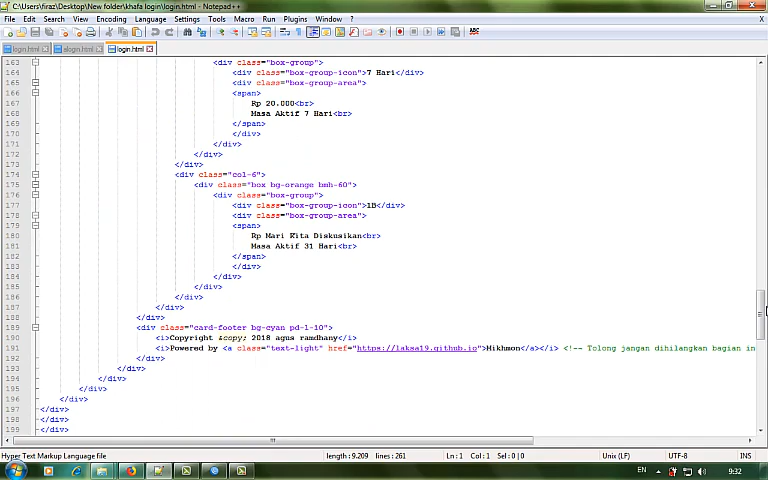 C:\Users\firaz\Desktop\New folder\khafa login\login.html - Notepad++
File Edit Search View Encoding Language Settings Tools Macro Run Plugins Window ?
login.html alogin.html login.html
163 <div class="box-group">
164 <div class="box-group-icon">7 Hari</div>
165 <div class="box-group-area">
166 <span>
167 Rp 20.000<br>
168 Masa Aktif 7 Hari<br>
169 </span>
170 </div>
171 </div>
172 </div>
173 </div>
174 <div class="col-6">
175 <div class="box bg-orange bmh-60">
176 <div class="box-group">
177 <div class="box-group-icon">1B</div>
178 <div class="box-group-area">
179 <span>
180 Rp Mari Kita Diskusikan<br>
181 Masa Aktif 31 Hari<br>
182 </span>
183 </div>
184 </div>
185 </div>
186 </div>
187 </div>
188 </div>
189 <div class="card-footer bg-cyan pd-l-10">
190 <i>Copyright &copy; 2018 agus ramdhany</i>
191 <i>Powered by <a class="text-light" href="https://laksa19.github.io">Mikhmon</a></i> <!-- Tolong jangan dihilangkan bagian in
192 </div>
193 </div>
194 </div>
195 </div>
196 </div>
197 </div>
198 </div>
199 </div>
Hyper Text Markup Language file length : 9.209 lines : 261 Ln : 1 Col : 1 Sel : 0 | 0 Unix (LF) UTF-8 INS
EN 9:32